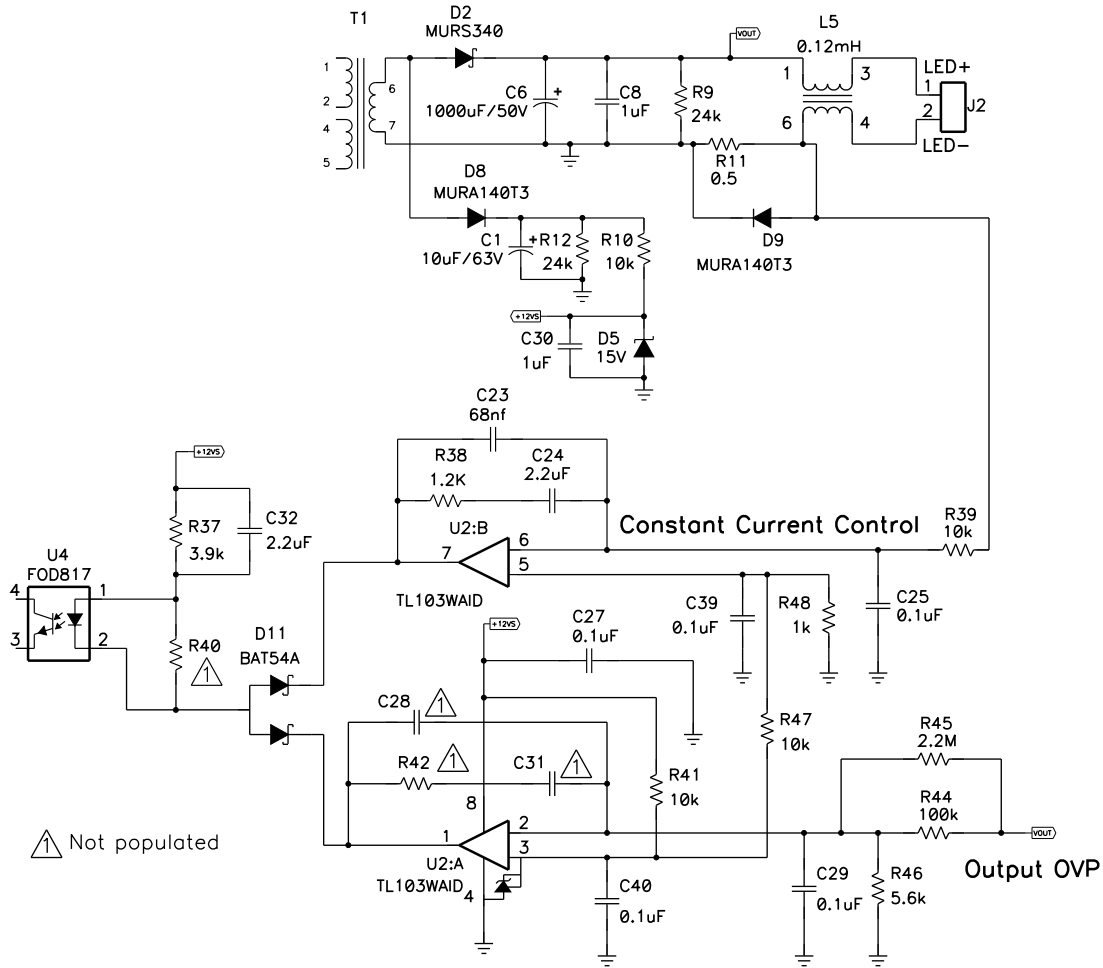 T1
D2
MURS340
VOUT
L5
0.12mH
1
2
4
5
6
7
C6
1000uF/50V
+
C8
1uF
R9
24k
1
3
6
4
LED+
1
2
J2
LED-
R11
0.5
D8
MURA140T3
C1
10uF/63V
+
R12
24k
R10
10k
D9
MURA140T3
+12VS
C30
1uF
D5
15V
C23
68nf
R38
1.2K
C24
2.2uF
+12VS
R37
3.9k
C32
2.2uF
U4
FOD817
4
3
1
2
R40
1
D11
BAT54A
U2:B
7
6
5
TL103WAID
Constant Current Control
R39
10k
C25
0.1uF
C39
0.1uF
R48
1k
+12VS
C27
0.1uF
C28
1
R42
1
C31
1
R41
10k
R47
10k
R45
2.2M
R44
100k
VOUT
8
1
2
3
4
U2:A
TL103WAID
C40
0.1uF
C29
0.1uF
R46
5.6k
Output OVP
1 Not populated